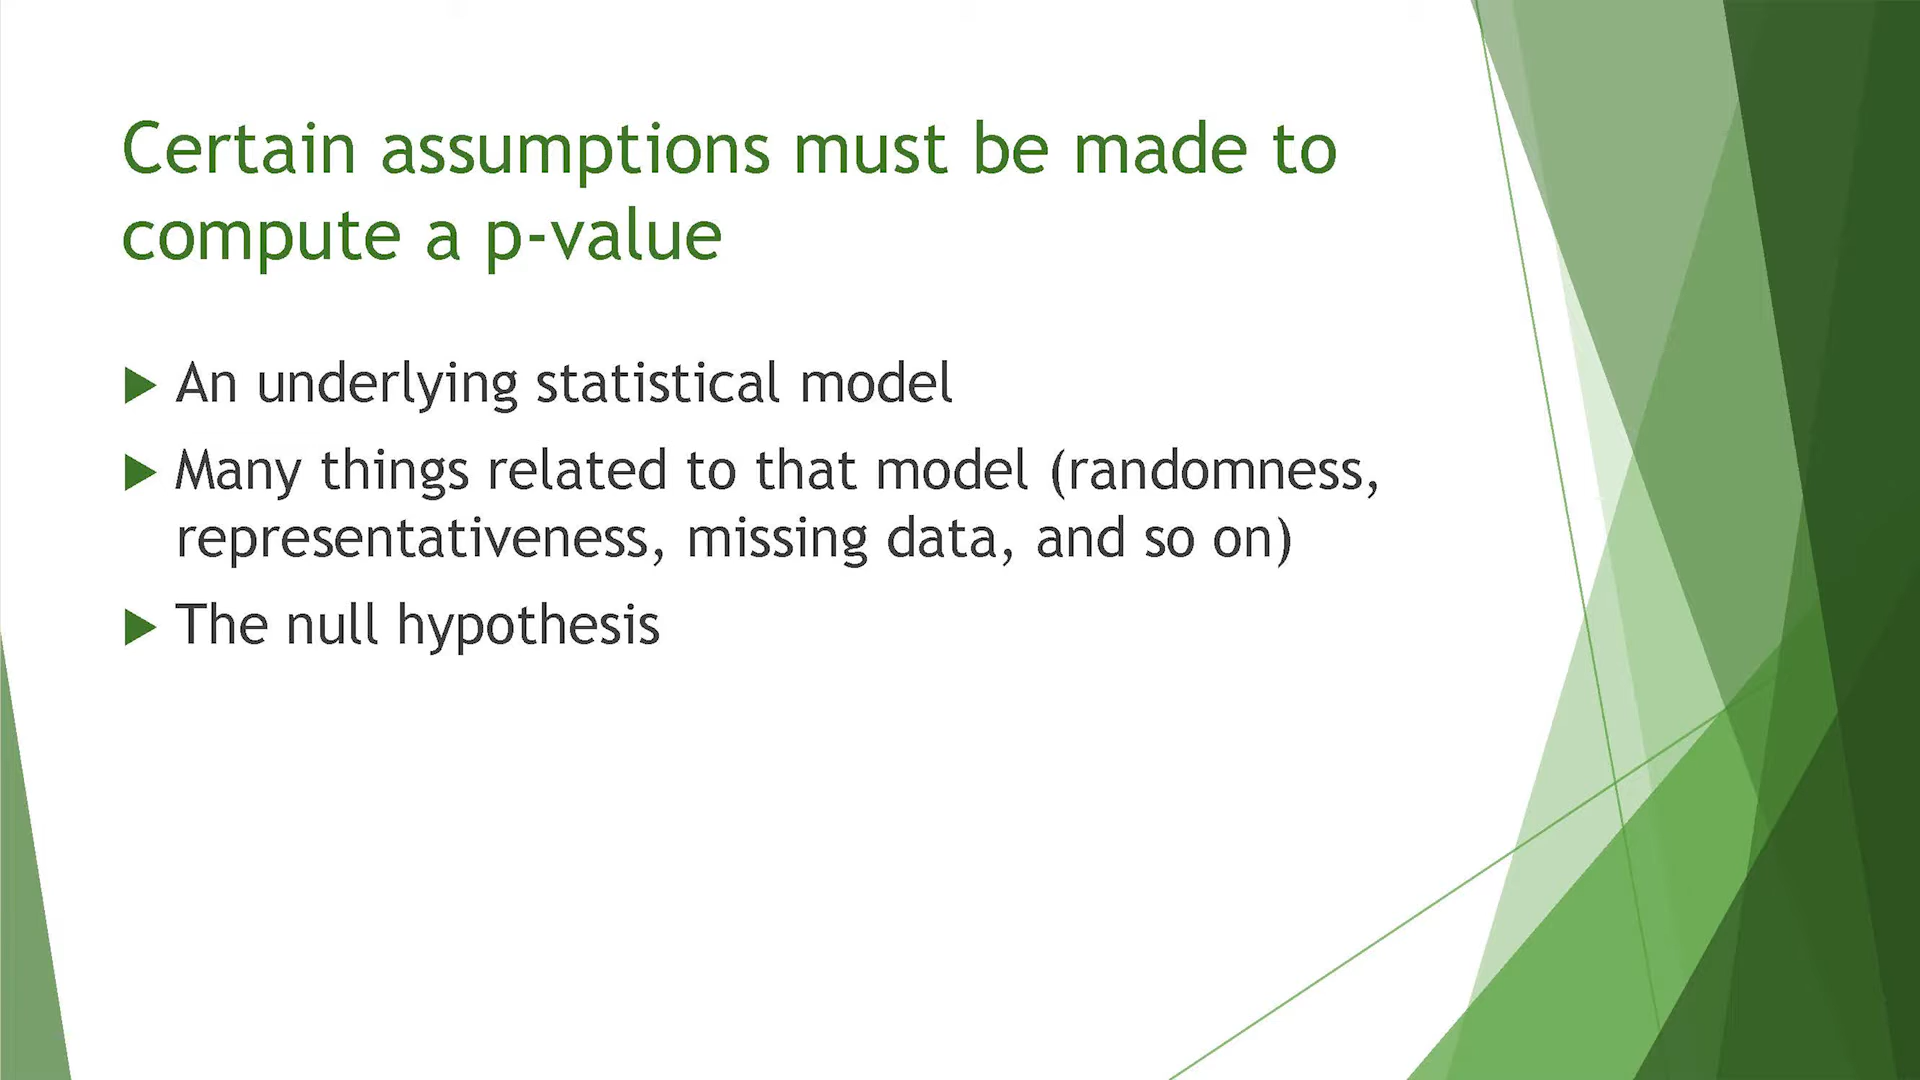 Certain assumptions must be made to
compute a p-value
An underlying statistical model
Many things related to that model (randomness,
representativeness, missing data, and so on)
The null hypothesis